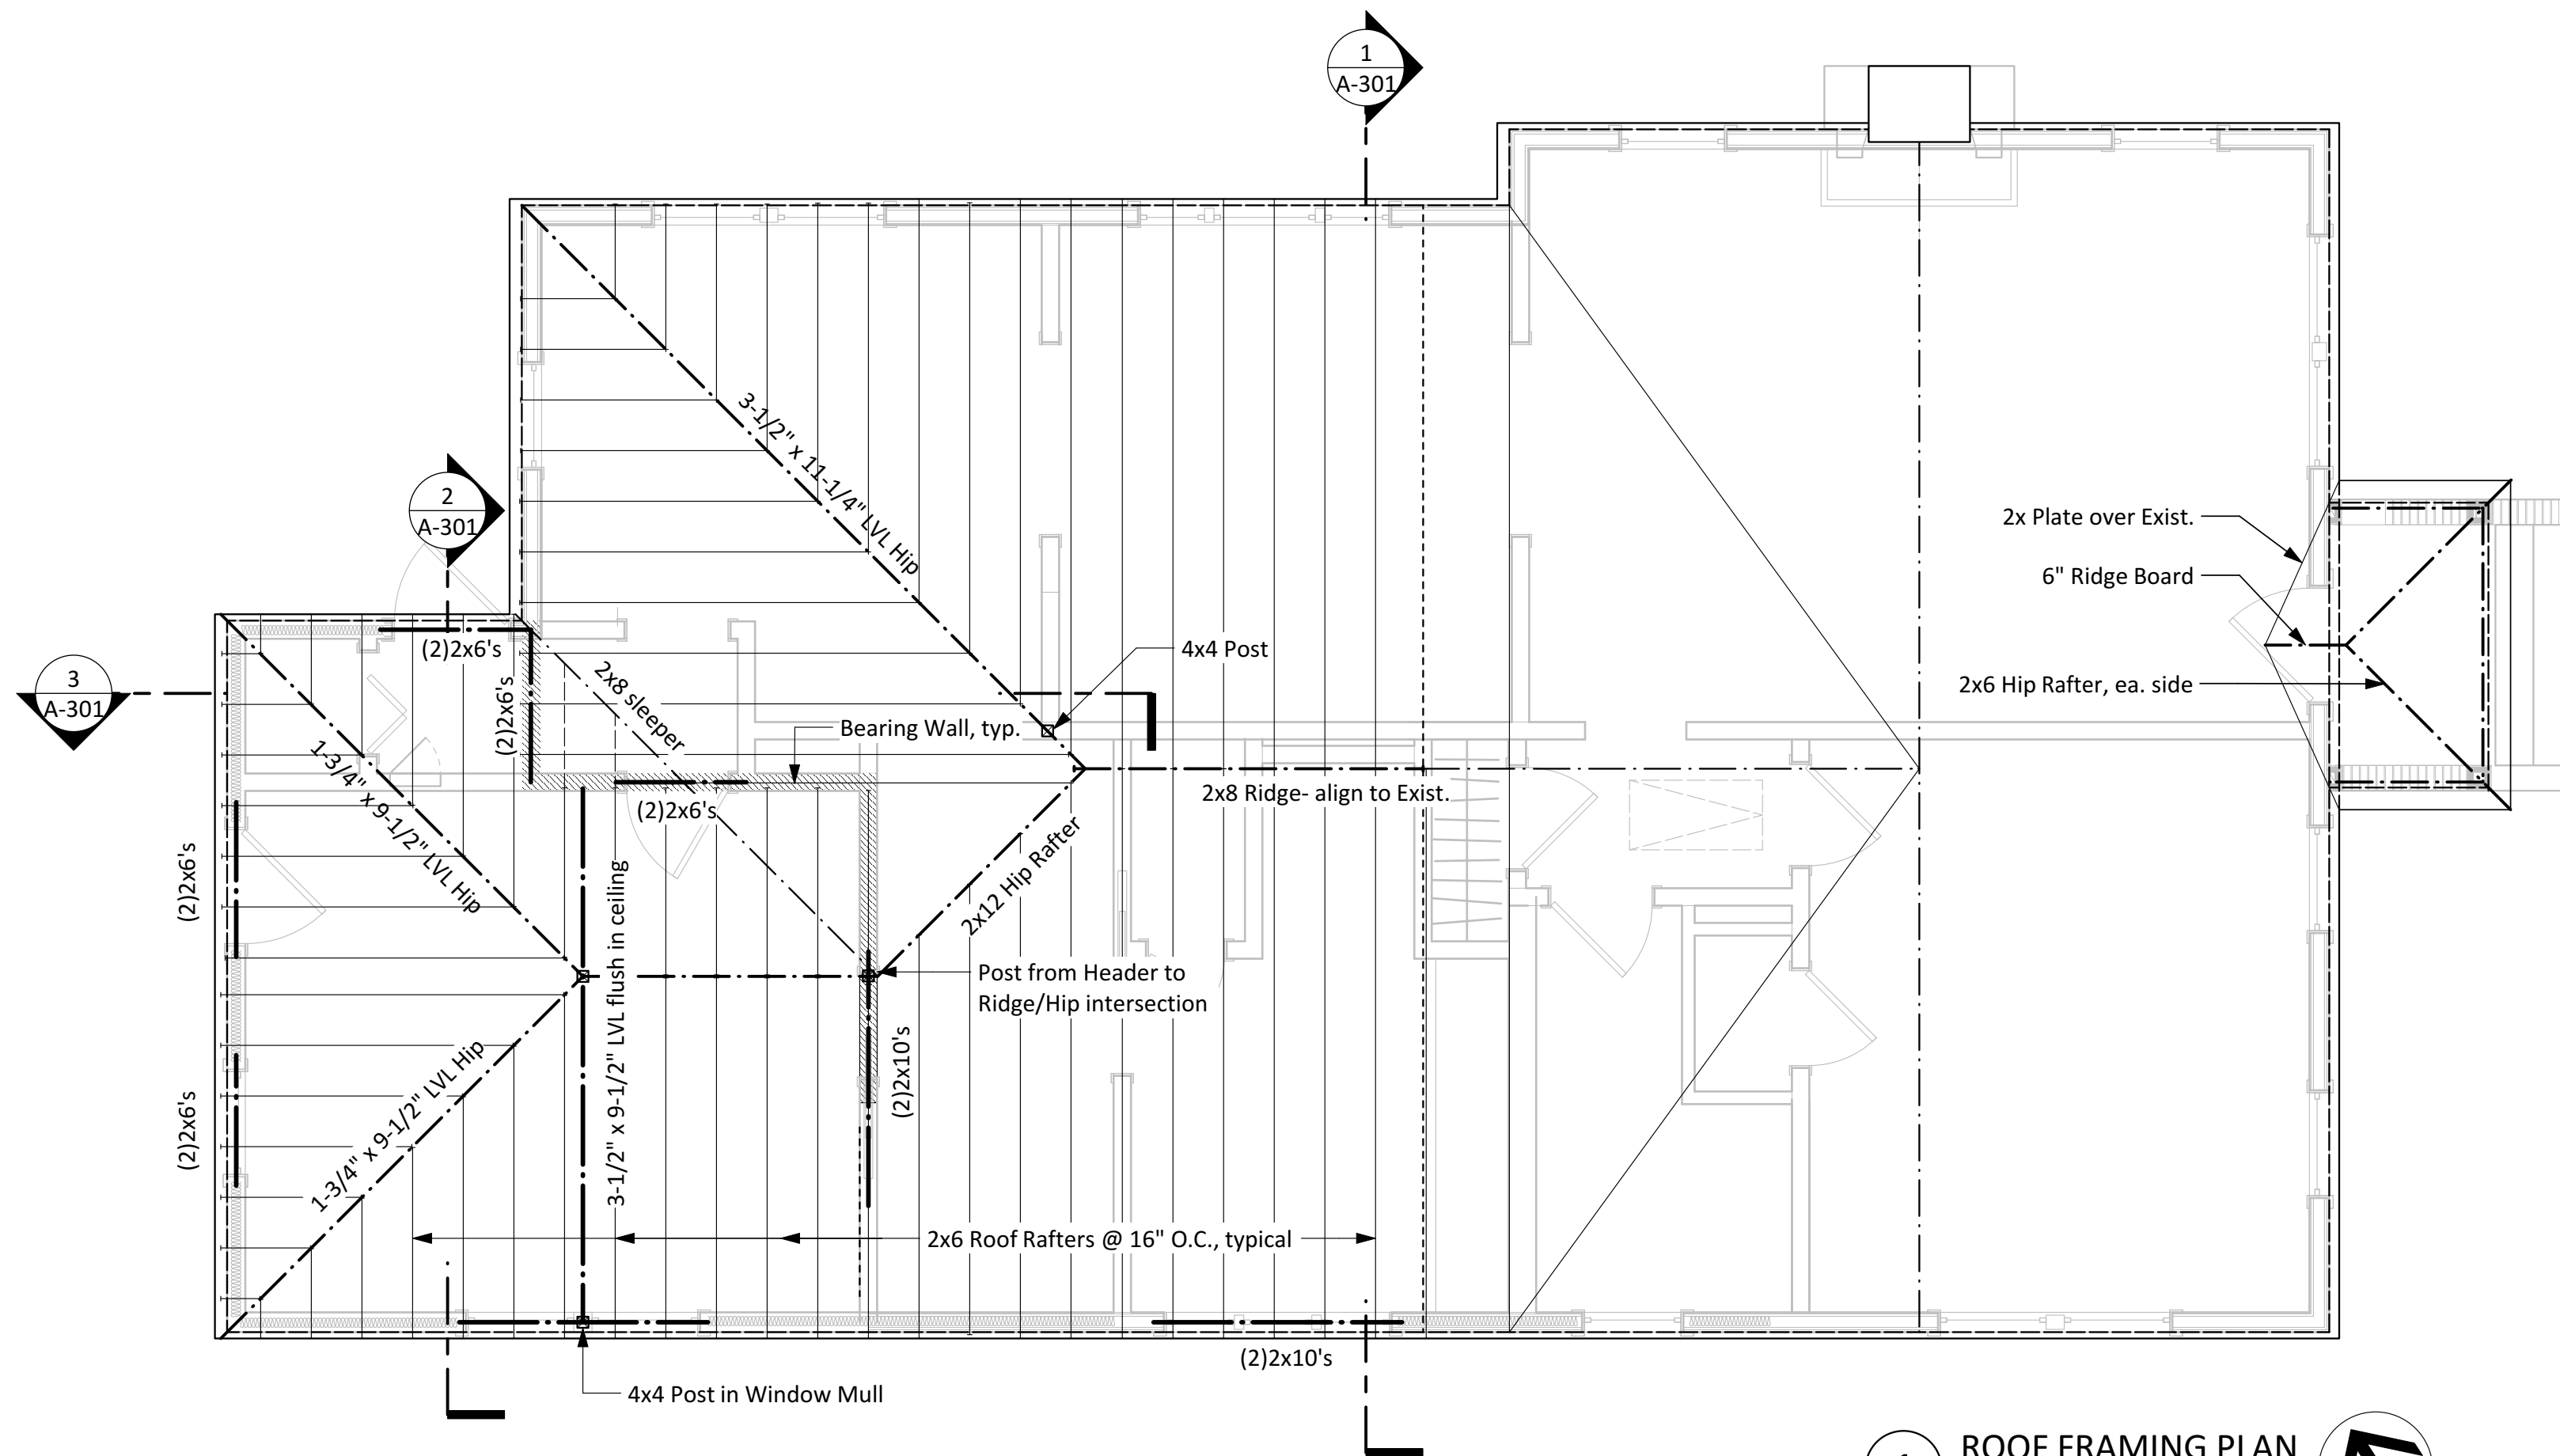 1
A-301
3-1/2" x 11-1/4" LVL Hip
2
A-301
2x Plate over Exist.
6" Ridge Board
2x6 Hip Rafter, ea. side
(2)2x6's
4x4 Post
3
A-301
(2)2x6's
2x8 sleeper
Bearing Wall, typ.
1-3/4" x 9-1/2" LVL Hip
(2)2x6's
2x8 Ridge- align to Exist.
(2)2x6's
3-1/2" x 9-1/2" LVL flush in ceiling
2x12 Hip Rafter
Post from Header to
Ridge/Hip intersection
(2)2x10's
(2)2x6's
1-3/4" x 9-1/2" LVL Hip
2x6 Roof Rafters @ 16" O.C., typical
(2)2x10's
4x4 Post in Window Mull
ROOF FRAMING PLAN